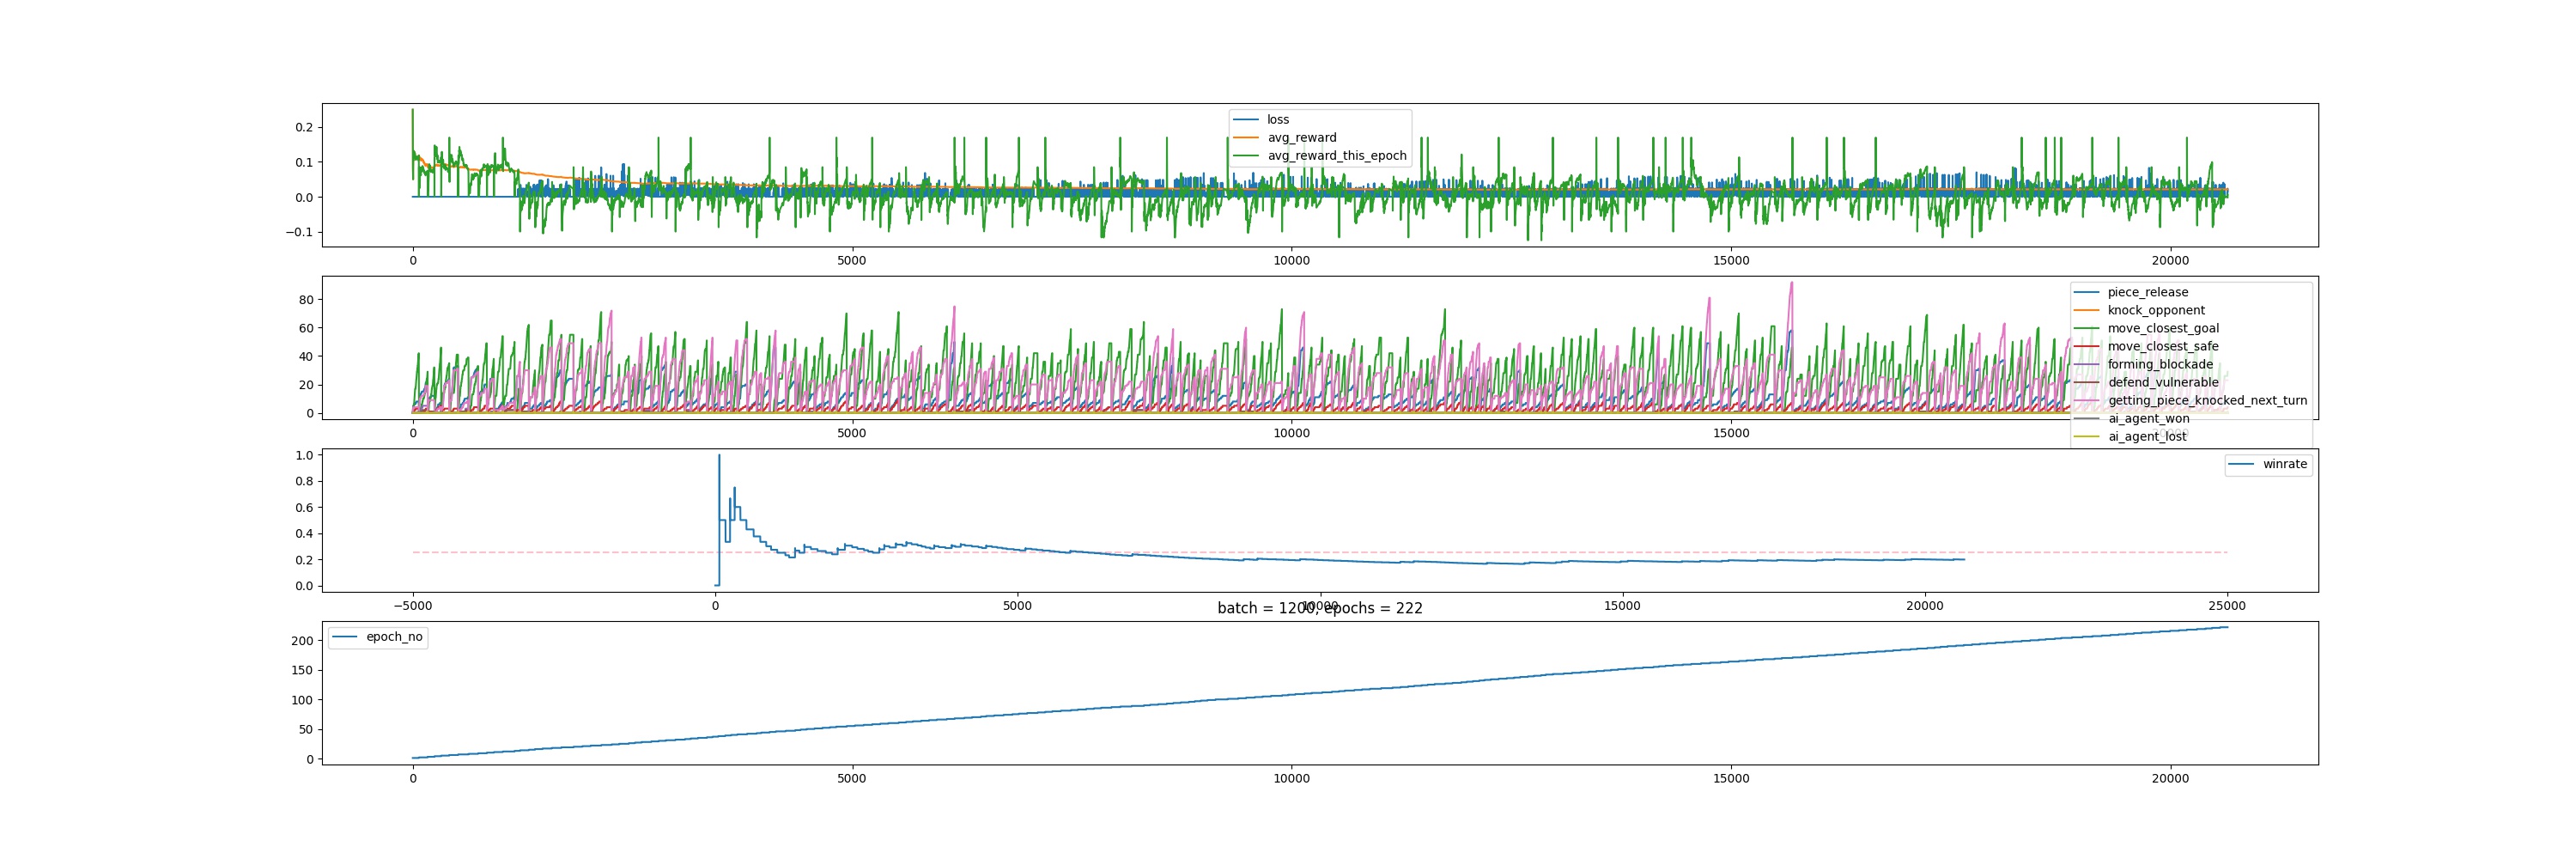 0.2
0.1
0.0
−0.1
loss
avg_reward
avg_reward_this_epoch
0 5000 10000 15000 20000
80
60
40
20
0
piece_release
knock_opponent
move_closest_goal
move_closest_safe
forming_blockade
defend_vulnerable
getting_piece_knocked_next_turn
ai_agent_won
ai_agent_lost
0 5000 10000 15000 20000
1.0
0.8
0.6
0.4
0.2
0.0
winrate
−5000 0 5000 10000 15000 20000 25000
batch = 1200, epochs = 222
200
150
100
50
0
epoch_no
0 5000 10000 15000 20000